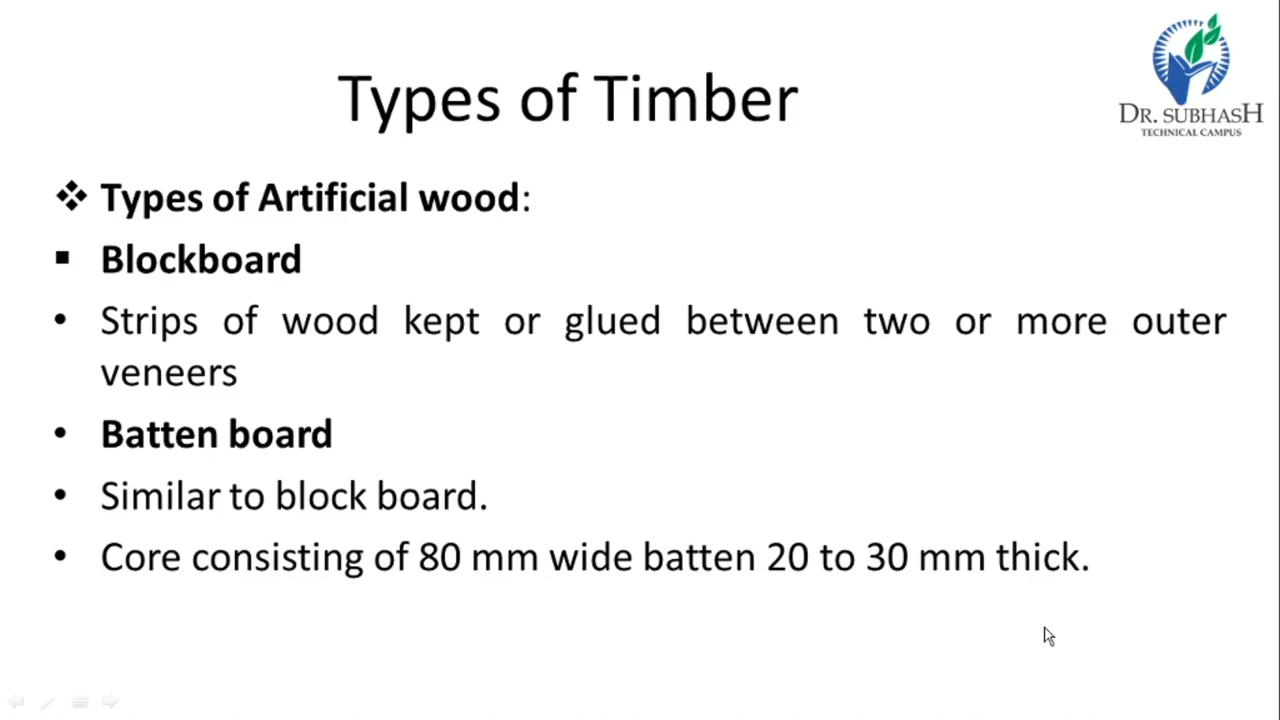 DR. SUBHASH
TECHNICAL CAMPUS
Types of Timber
❖ Types of Artificial wood:
▪ Blockboard
• Strips of wood kept or glued between two or more outer
veneers
• Batten board
• Similar to block board.
• Core consisting of 80 mm wide batten 20 to 30 mm thick.